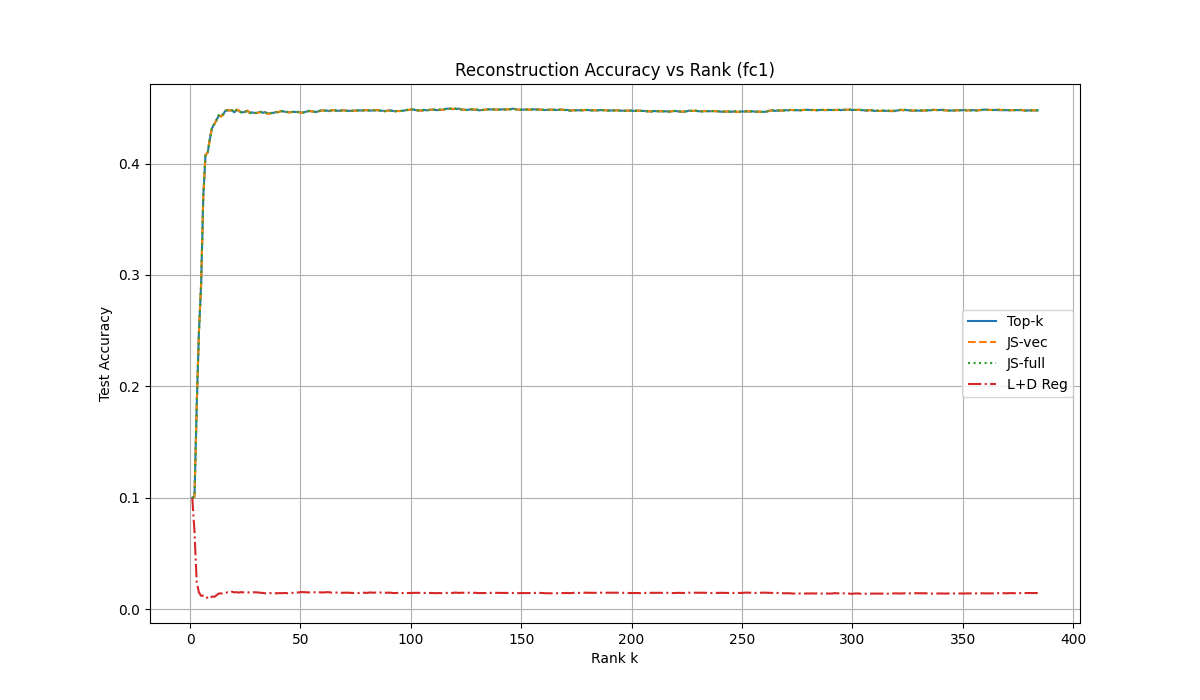 Reconstruction Accuracy vs Rank (fc1)
Test Accuracy
0.4
0.3
0.2
0.1
0.0
Top-k
JS-vec
JS-full
L+D Reg
0 50 100 150 200 250 300 350 400
Rank k